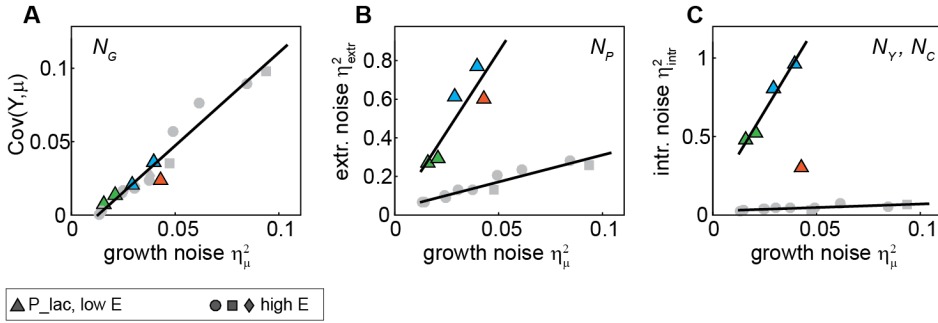 A
B
C
N_G
N_P
N_Y, N_C
Cov(Y,μ)
0.1
0.05
0
0 0.05 0.1
growth noise η²_μ
extr. noise η²_extr
0.8
0.6
0.4
0.2
0
0 0.05 0.1
growth noise η²_μ
intr. noise η²_intr
1
0.5
0
0 0.05 0.1
growth noise η²_μ
P_lac, low E
high E